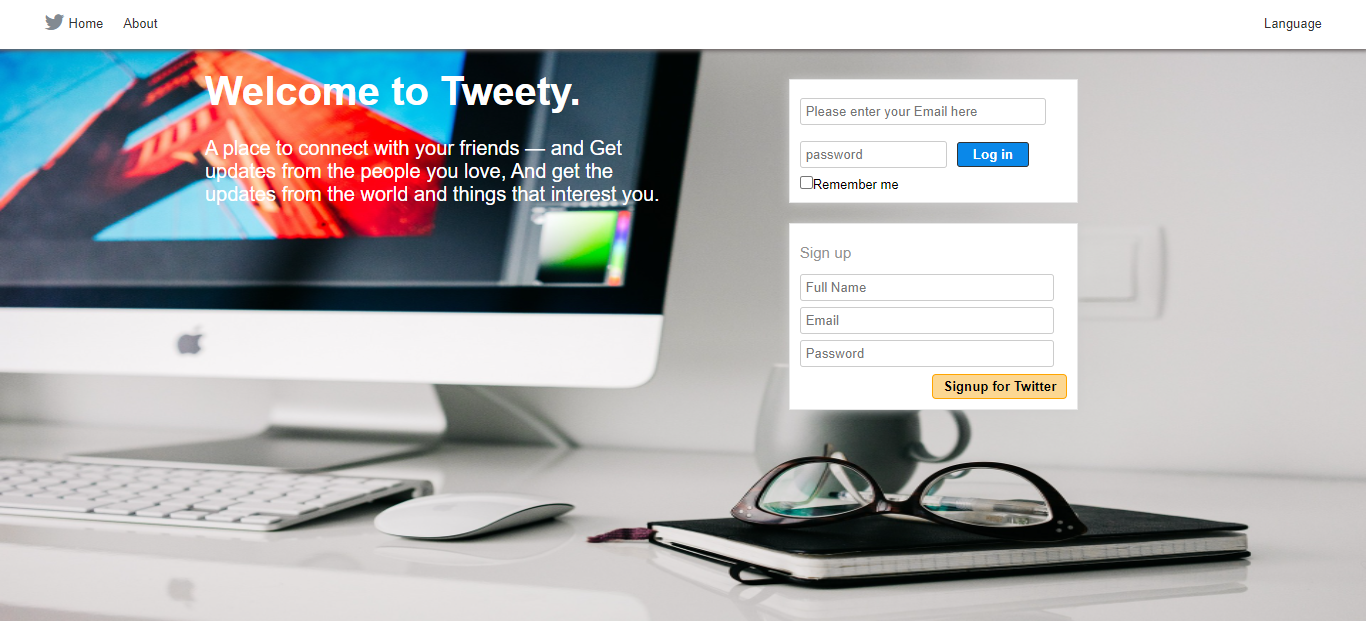 Home About Language
Welcome to Tweety.
A place to connect with your friends — and Get
updates from the people you love, And get the
updates from the world and things that interest you.
Please enter your Email here
password Log in
Remember me
Sign up
Full Name
Email
Password
Signup for Twitter